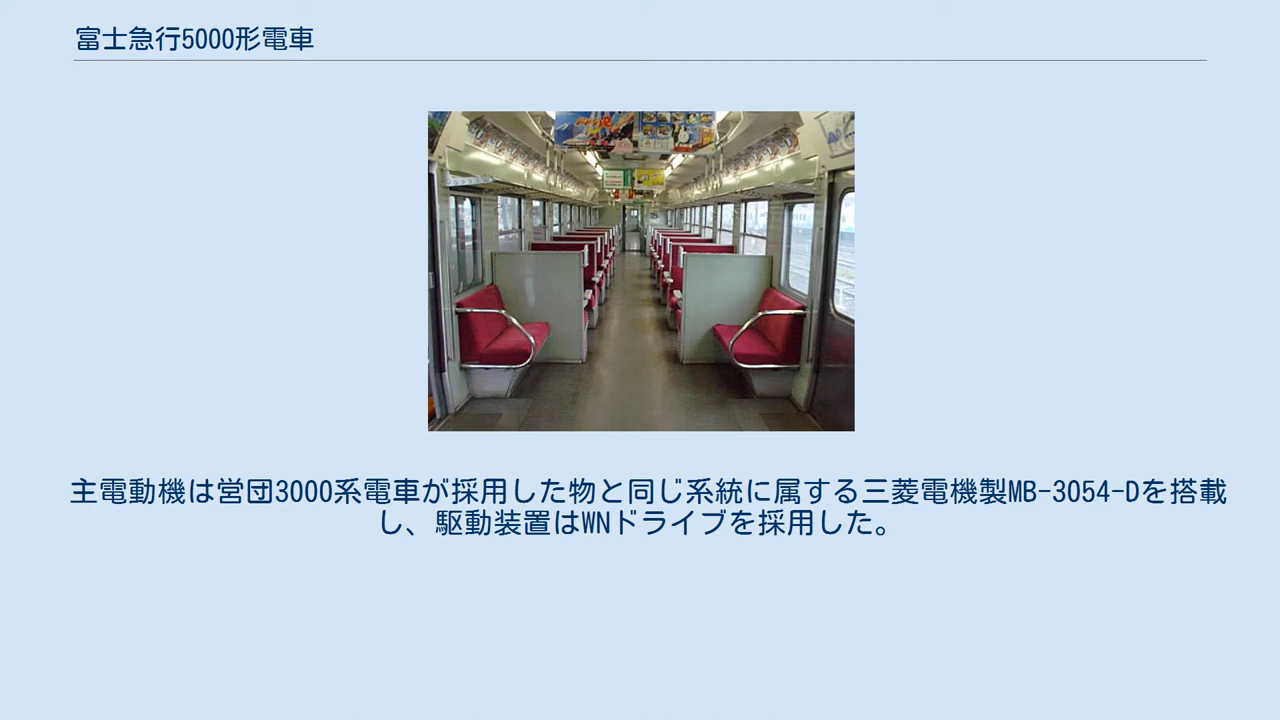 富士急行5000形電車
主電動機は営団3000系電車が採用した物と同じ系統に属する三菱電機製MB-3054-Dを搭載
し、駆動装置はWNドライブを採用した。